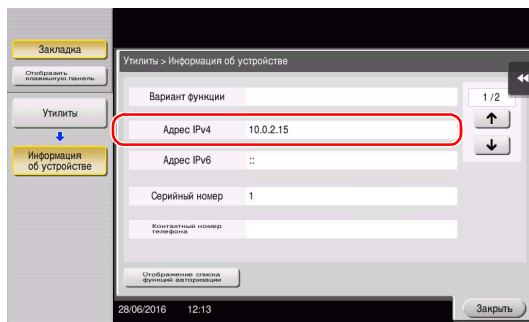 Закладка
Отобразить
клавишную панель
Утилиты
Информация
об устройстве
Утилиты > Информация об устройстве
Вариант функции
1/2
Адрес IPv4 10.0.2.15
Адрес IPv6 ::
Серийный номер 1
Контактный номер
телефона
Отображение списка
функций авторизации
28/06/2016 12:13
Закрыть